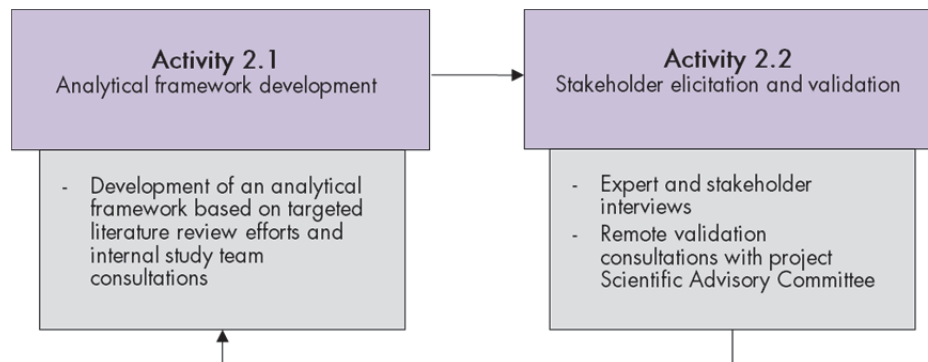 Activity 2.1
Analytical framework development
- Development of an analytical
framework based on targeted
literature review efforts and
internal study team
consultations
Activity 2.2
Stakeholder elicitation and validation
- Expert and stakeholder
interviews
- Remote validation
consultations with project
Scientific Advisory Committee